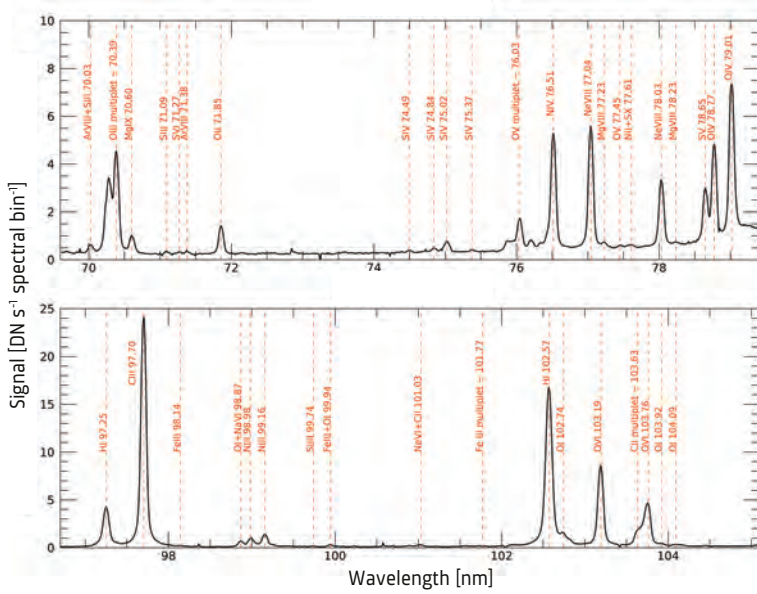 Signal [DN s⁻¹ spectral bin⁻¹]
10
8
6
4
2
0
ArVIII+SII 70.03
OIII multiplet ~ 70.39
MgIX 70.60
SIII 71.09
SVI 71.27
ArVIII 71.38
OII 71.85
SIV 74.49
SIV 74.84
SIV 75.02
SIV 75.37
OV multiplet ~ 76.03
NIV 76.51
NeVIII 77.04
MgVIII 77.23
OV 77.45
NII+SX 77.61
NeVIII 78.03
MgVIII 78.23
SV 78.65
OIV 78.77
OIV 79.01
70
72
74
76
78
25
20
15
10
5
0
HI 97.25
CIII 97.70
FeIII 98.14
OI+NaVI 98.87
NIII 98.98
NIII 99.16
SiIII 99.74
FeIII+OI 99.94
NeVI+CII 101.03
Fe III multiplet ~ 101.77
HI 102.57
OI 102.74
OVI 103.19
CII multiplet ~ 103.63
OVI 103.76
OI 103.92
OI 104.09
98
100
102
104
Wavelength [nm]